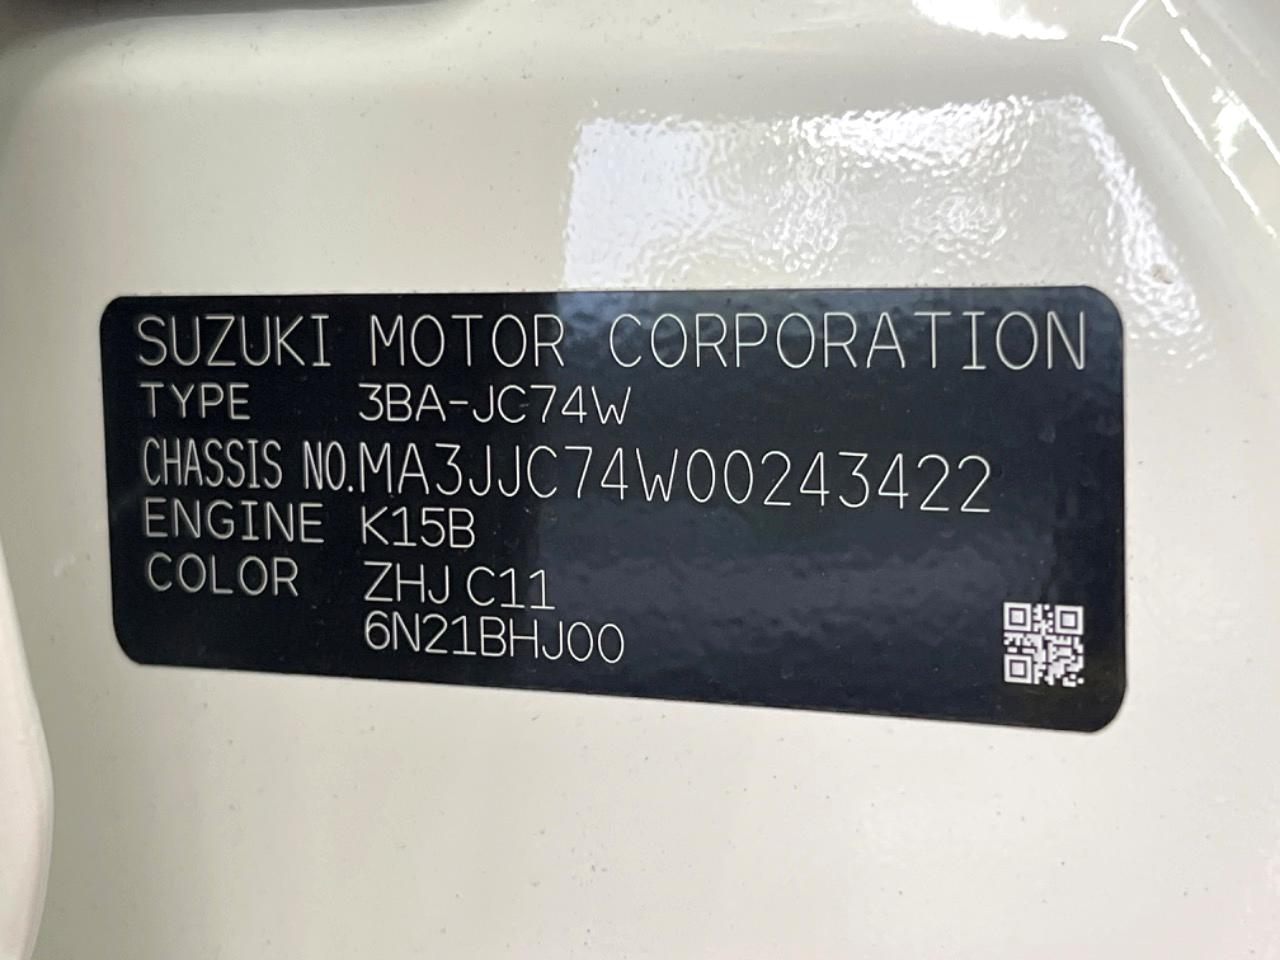 SUZUKI MOTOR CORPORATION
TYPE 3BA-JC74W
CHASSIS NO.MA3JJC74W00243422
ENGINE K15B
COLOR ZHJ C11
6N21BHJ00